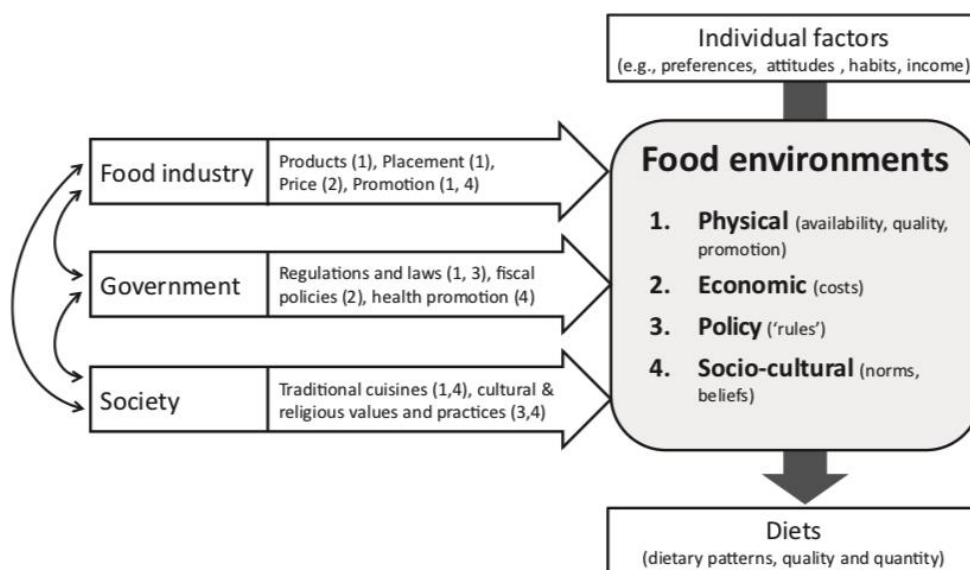 Individual factors
(e.g., preferences, attitudes , habits, income)
Food industry
Products (1), Placement (1),
Price (2), Promotion (1, 4)
Government
Regulations and laws (1, 3), fiscal
policies (2), health promotion (4)
Society
Traditional cuisines (1,4), cultural &
religious values and practices (3,4)
Food environments
1. Physical (availability, quality,
promotion)
2. Economic (costs)
3. Policy (‘rules’)
4. Socio-cultural (norms,
beliefs)
Diets
(dietary patterns, quality and quantity)